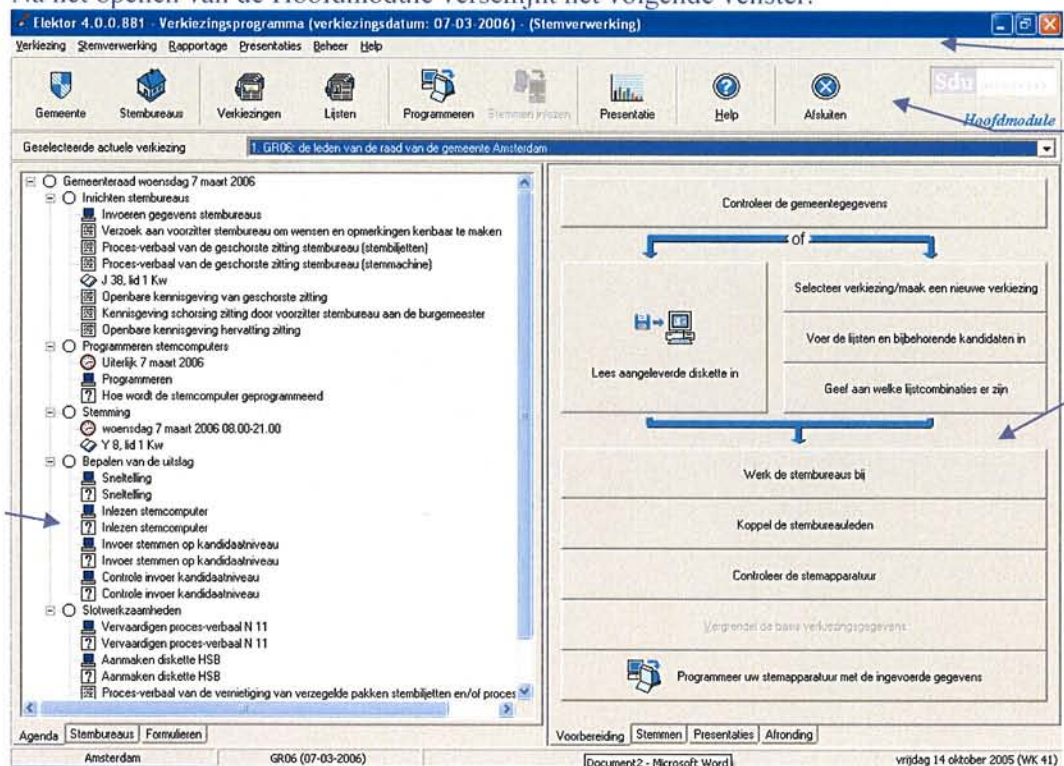 Na het openen van de Hoofdmodule verschijnt het volgende venster:
Elektor 4.0.0.881 - Verkiezingsprogramma (verkiezingsdatum: 07-03-2006) - (Stemverwerking)
Verkiezing Stemverwerking Rapportage Presentaties Beheer Help
Gemeente Stembureaus Verkiezingen Lijsten Programmeren Stemmen inlezen Presentatie Help Afsluiten
Sdu
Hoofdmodule
Geselecteerde actuele verkiezing 1. GR06: de leden van de raad van de gemeente Amsterdam
Gemeenteraad woensdag 7 maart 2006
Inrichten stembureaus
Invoeren gegevens stembureaus
Verzoek aan voorzitter stembureau om wensen en opmerkingen kenbaar te maken
Proces-verbaal van de geschorste zitting stembureau (stembiljetten)
Proces-verbaal van de geschorste zitting stembureau (stemmachine)
J 38, lid 1 Kw
Openbare kennisgeving van geschorste zitting
Kennisgeving schorsing zitting door voorzitter stembureau aan de burgemeester
Openbare kennisgeving hervatting zitting
Programmeren stemcomputers
Uiterlijk 7 maart 2006
Programmeren
Hoe wordt de stemcomputer geprogrammeerd
Stemming
woensdag 7 maart 2006 08.00-21.00
Y 8, lid 1 Kw
Bepalen van de uitslag
Sneltelling
Sneltelling
Inlezen stemcomputer
Inlezen stemcomputer
Invoer stemmen op kandidaatniveau
Invoer stemmen op kandidaatniveau
Controle invoer kandidaatniveau
Controle invoer kandidaatniveau
Slotwerkzaamheden
Vervaardigen proces-verbaal N 11
Vervaardigen proces-verbaal N 11
Aanmaken diskette HSB
Aanmaken diskette HSB
Proces-verbaal van de vernietiging van verzegelde pakken stembiljetten en/of proces
Agenda Stembureaus Formulieren
Controleer de gemeentegegevens
of
Lees aangeleverde diskette in
Selecteer verkiezing/maak een nieuwe verkiezing
Voer de lijsten en bijbehorende kandidaten in
Geef aan welke lijstcombinaties er zijn
Werk de stembureaus bij
Koppel de stembureauleden
Controleer de stemapparatuur
Vergrendel de basis verkiezingsgegevens
Programmeer uw stemapparatuur met de ingevoerde gegevens
Voorbereiding Stemmen Presentaties Afronding
Amsterdam GR06 (07-03-2006) Document2 - Microsoft Word vrijdag 14 oktober 2005 (WK 41)